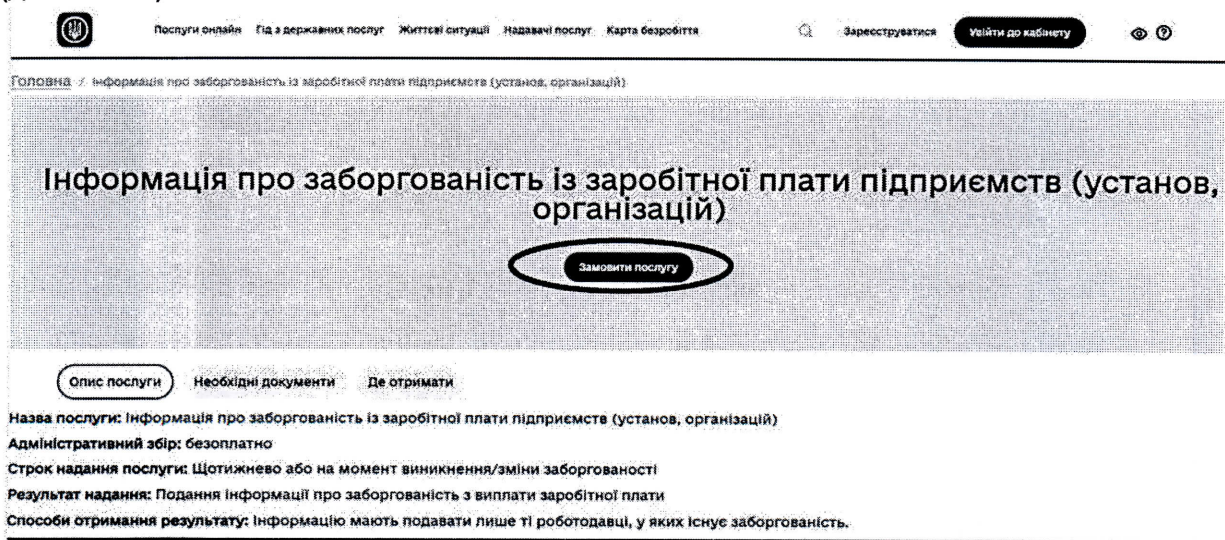 Послуги онлайн Гід з державних послуг Життєві ситуації Надавачі послуг Карта безробіття Зареєструватися Увійти до кабінету
Головна / Інформація про заборгованість із заробітної плати підприємств (установ, організацій)
Інформація про заборгованість із заробітної плати підприємств (установ,
організацій)
Замовити послугу
Опис послуги Необхідні документи Де отримати
Назва послуги: Інформація про заборгованість із заробітної плати підприємств (установ, організацій)
Адміністративний збір: безоплатно
Строк надання послуги: Щотижнево або на момент виникнення/зміни заборгованості
Результат надання: Подання інформації про заборгованість з виплати заробітної плати
Способи отримання результату: Інформацію мають подавати лише ті роботодавці, у яких існує заборгованість.